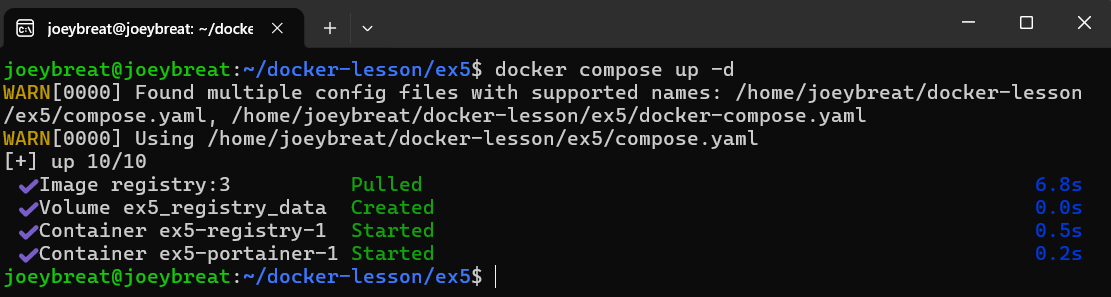 joeybreat@joeybreat: ~/docke
joeybreat@joeybreat:~/docker-lesson/ex5$ docker compose up -d
WARN[0000] Found multiple config files with supported names: /home/joeybreat/docker-lesson
/ex5/compose.yaml, /home/joeybreat/docker-lesson/ex5/docker-compose.yaml
WARN[0000] Using /home/joeybreat/docker-lesson/ex5/compose.yaml
[+] up 10/10
✔Image registry:3 Pulled 6.8s
✔Volume ex5_registry_data Created 0.0s
✔Container ex5-registry-1 Started 0.5s
✔Container ex5-portainer-1 Started 0.2s
joeybreat@joeybreat:~/docker-lesson/ex5$